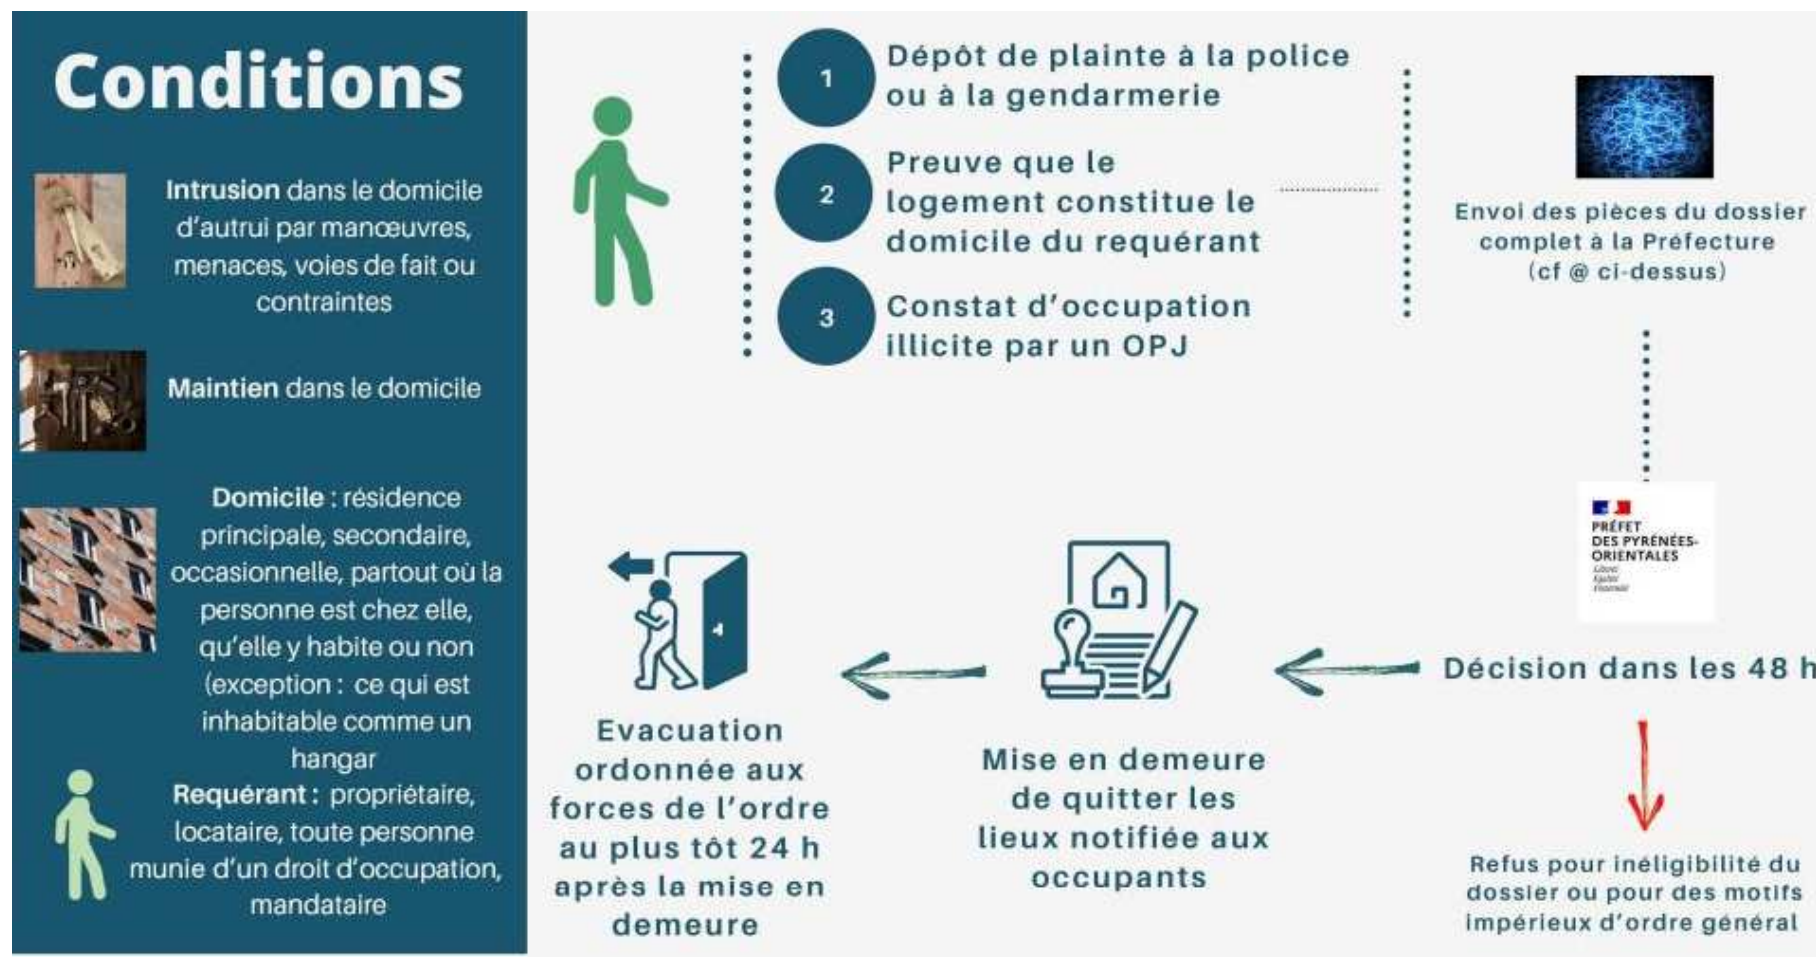 Conditions
Intrusion dans le domicile
d'autrui par manœuvres,
menaces, voies de fait ou
contraintes
Maintien dans le domicile
Domicile : résidence
principale, secondaire,
occasionnelle, partout où la
personne est chez elle,
qu'elle y habite ou non
(exception : ce qui est
inhabitable comme un
hangar
Requérant : propriétaire,
locataire, toute personne
munie d'un droit d'occupation,
mandataire
1
Dépôt de plainte à la police
ou à la gendarmerie
2
Preuve que le
logement constitue le
domicile du requérant
3
Constat d'occupation
illicite par un OPJ
Envoi des pièces du dossier
complet à la Préfecture
(cf @ ci-dessus)
PRÉFET
DES PYRÉNÉES-
ORIENTALES
Liberté
Égalité
Fraternité
Décision dans les 48 h
Refus pour inéligibilité du
dossier ou pour des motifs
impérieux d'ordre général
Mise en demeure
de quitter les
lieux notifiée aux
occupants
Evacuation
ordonnée aux
forces de l'ordre
au plus tôt 24 h
après la mise en
demeure